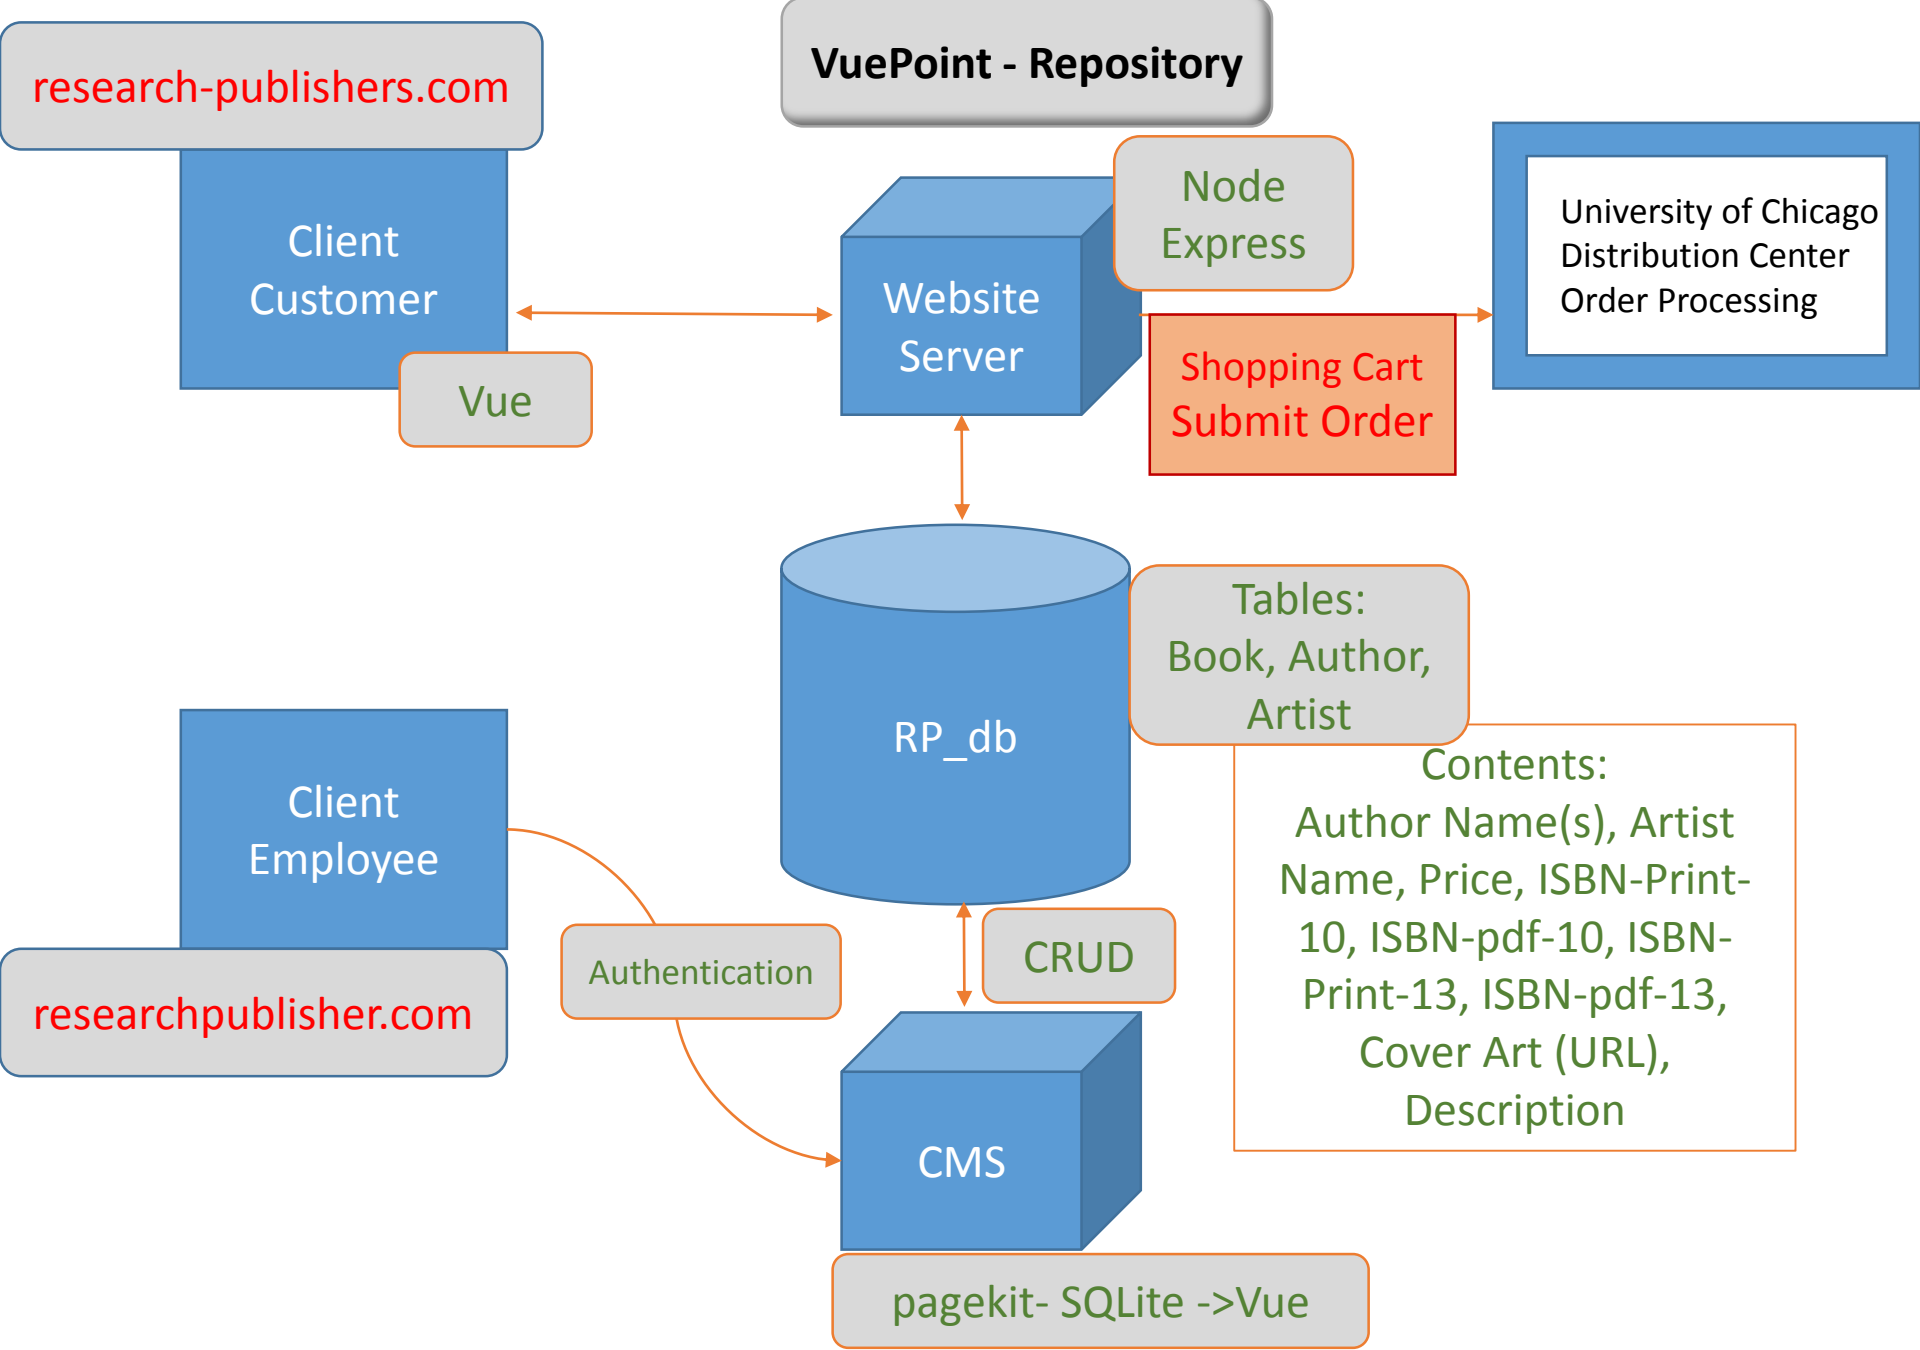 VuePoint - Repository
research-publishers.com
Client
Customer
Vue
Website
Server
Node
Express
Shopping Cart
Submit Order
University of Chicago
Distribution Center
Order Processing
RP_db
Tables:
Book, Author,
Artist
Contents:
Author Name(s), Artist
Name, Price, ISBN-Print-
10, ISBN-pdf-10, ISBN-
Print-13, ISBN-pdf-13,
Cover Art (URL),
Description
Client
Employee
researchpublisher.com
Authentication
CRUD
CMS
pagekit- SQLite ->Vue